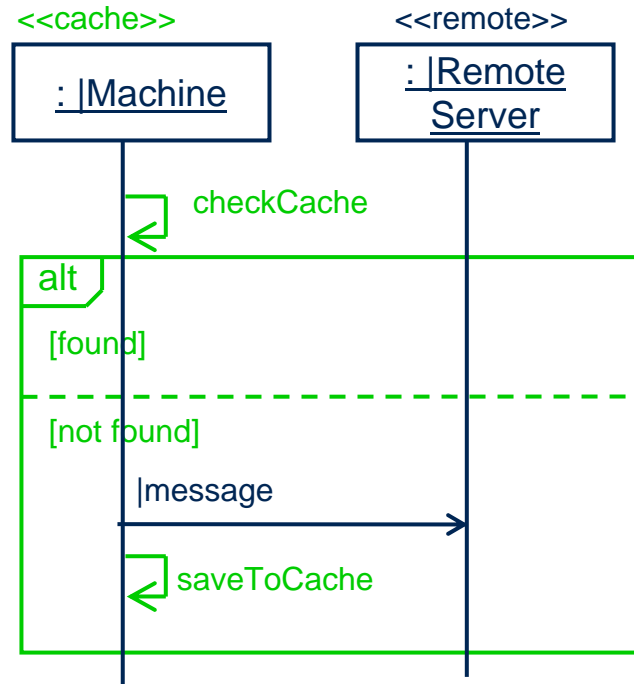 <<cache>>
<<remote>>
: |Machine
: |Remote
Server
checkCache
alt
[found]
[not found]
|message
saveToCache